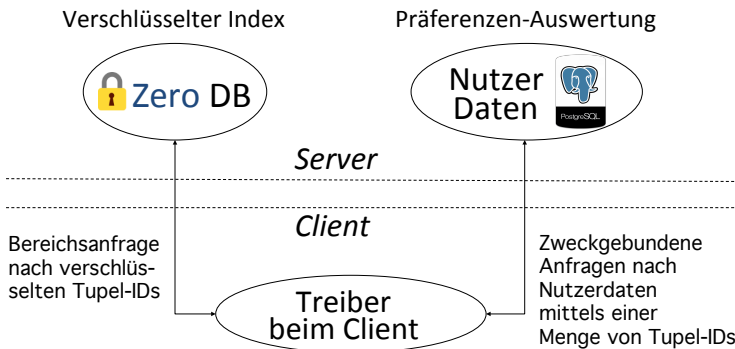 Verschlüsselter Index
Präferenzen-Auswertung
Zero DB
Nutzer
Daten
PostgreSQL
Server
Client
Bereichsanfrage
nach verschlüs-
selten Tupel-IDs
Treiber
beim Client
Zweckgebundene
Anfragen nach
Nutzerdaten
mittels einer
Menge von Tupel-IDs